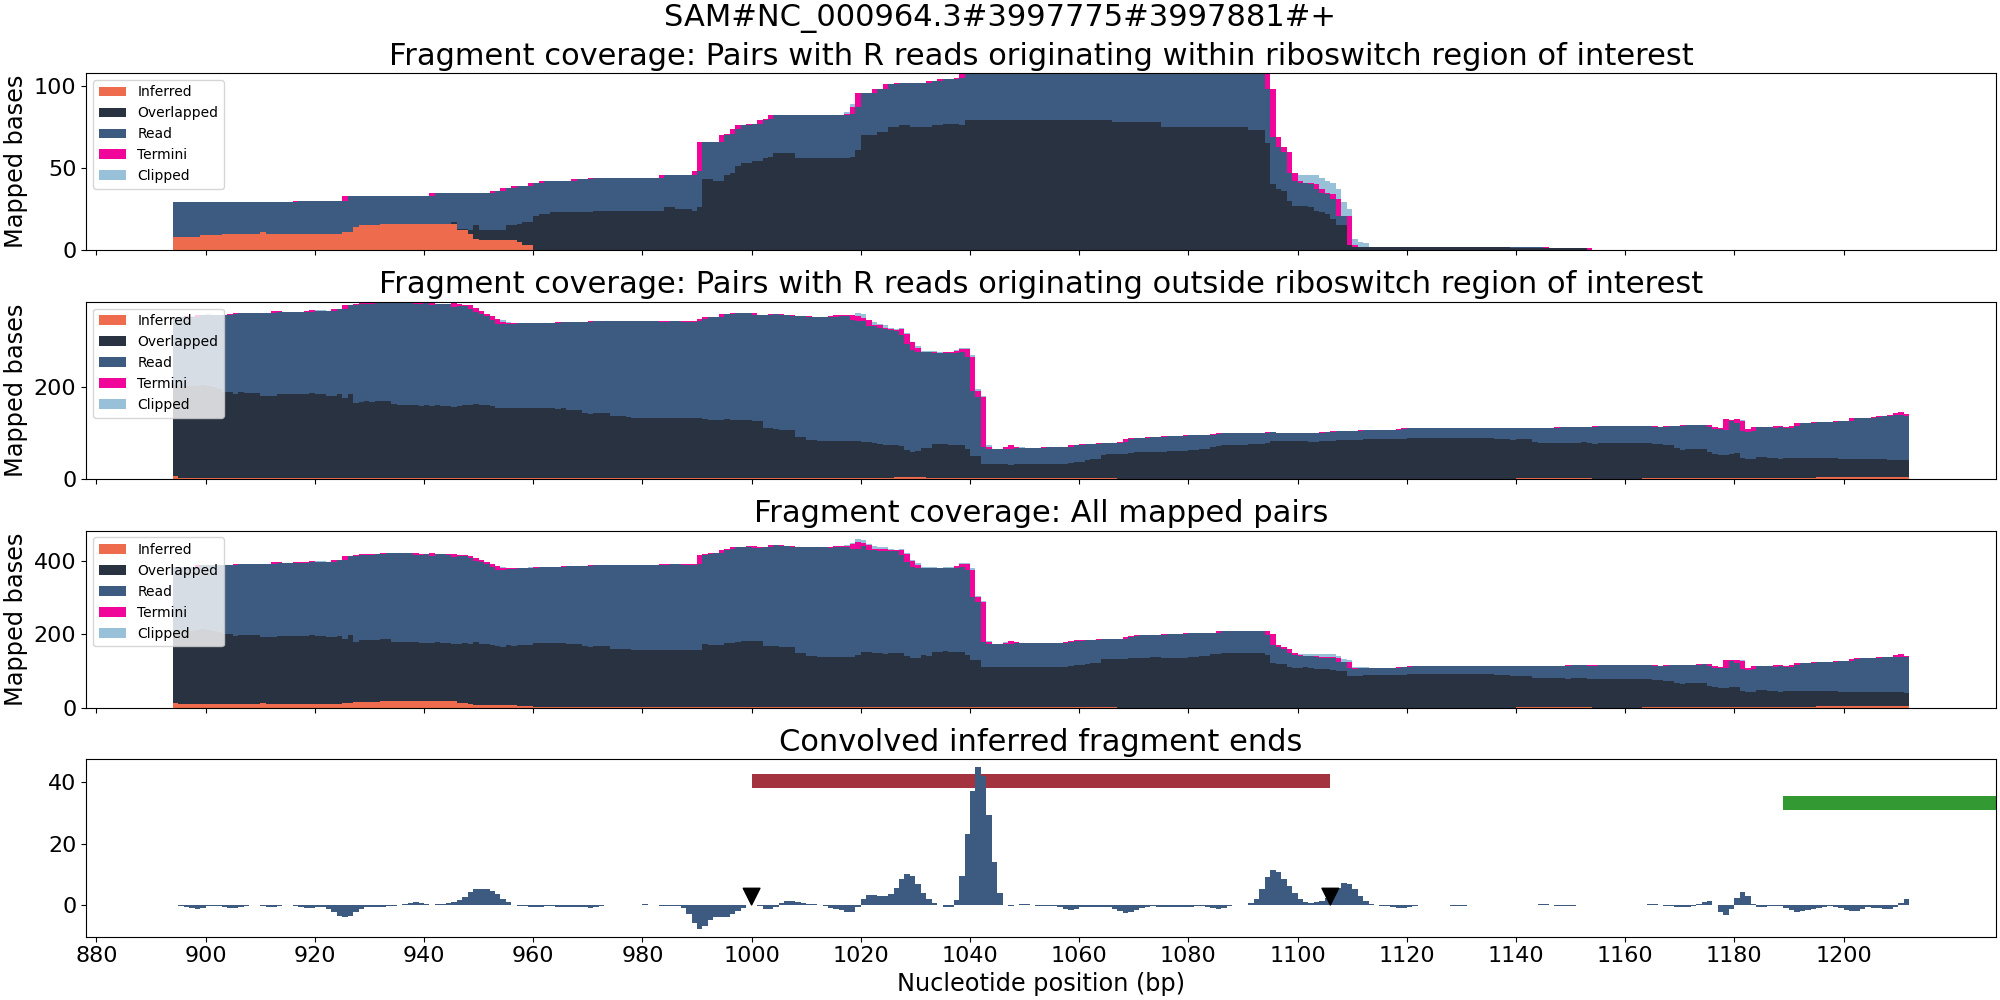 SAM#NC_000964.3#3997775#3997881#+
Fragment coverage: Pairs with R reads originating within riboswitch region of interest
Mapped bases
100
50
0
Inferred
Overlapped
Read
Termini
Clipped
Fragment coverage: Pairs with R reads originating outside riboswitch region of interest
Mapped bases
200
0
Inferred
Overlapped
Read
Termini
Clipped
Fragment coverage: All mapped pairs
Mapped bases
400
200
0
Inferred
Overlapped
Read
Termini
Clipped
Convolved inferred fragment ends
40
20
0
880 900 920 940 960 980 1000 1020 1040 1060 1080 1100 1120 1140 1160 1180 1200
Nucleotide position (bp)